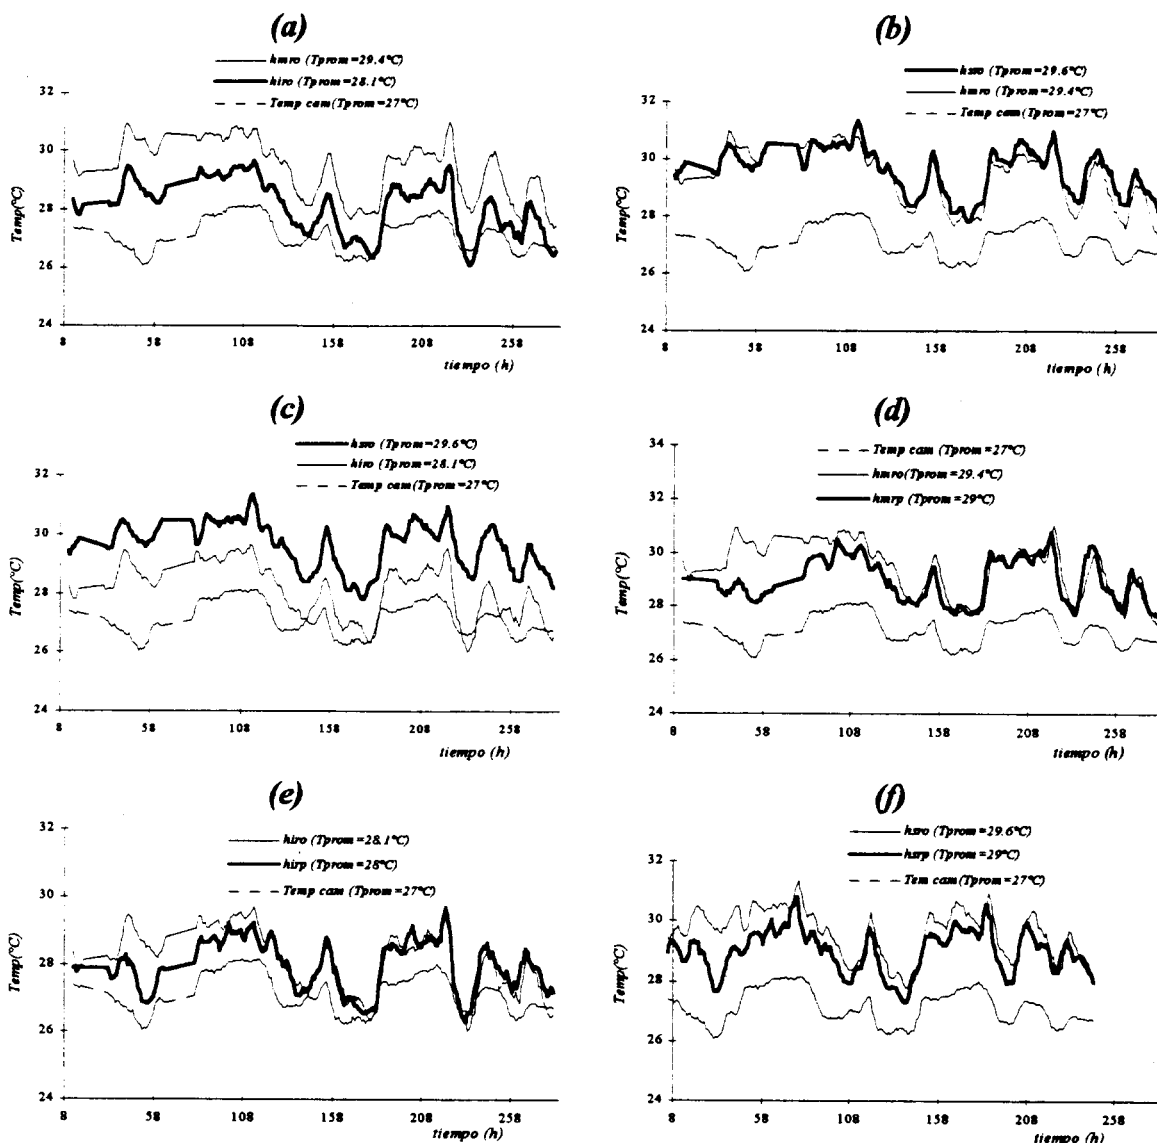 (a)
hmro (Tprom=29.4°C)
hiro (Tprom=28.1°C)
Temp cam(Tprom=27°C)
32
30
28
26
24
Temp(°C)
8 58 108 158 208 258
tiempo (h)
(b)
hsro (Tprom=29.6°C)
hmro (Tprom=29.4°C)
Temp cam (Tprom=27°C)
32
30
28
26
24
Temp(°C)
8 58 108 158 208 258
tiempo (h)
(c)
hsro (Tprom=29.6°C)
hiro (Tprom=28.1°C)
Temp cam(Tprom=27°C)
32
30
28
26
24
Temp(°C)
8 58 108 158 208 258
tiempo (h)
(d)
Temp cam (Tprom=27°C)
hmro(Tprom=29.4°C)
hmrp (Tprom=29°C)
34
32
30
28
26
24
Temp(°C)
8 58 108 158 208 258
tiempo (h)
(e)
hiro (Tprom=28.1°C)
hirp (Tprom=28°C)
Temp cam (Tprom=27°C)
32
30
28
26
24
Temp(°C)
8 58 108 158 208 258
tiempo (h)
(f)
hsro (Tprom=29.6°C)
hsrp (Tprom=29°C)
Tem cam(Tprom=27°C)
32
30
28
26
24
Temp(°C)
8 58 108 158 208 258
tiempo (h)